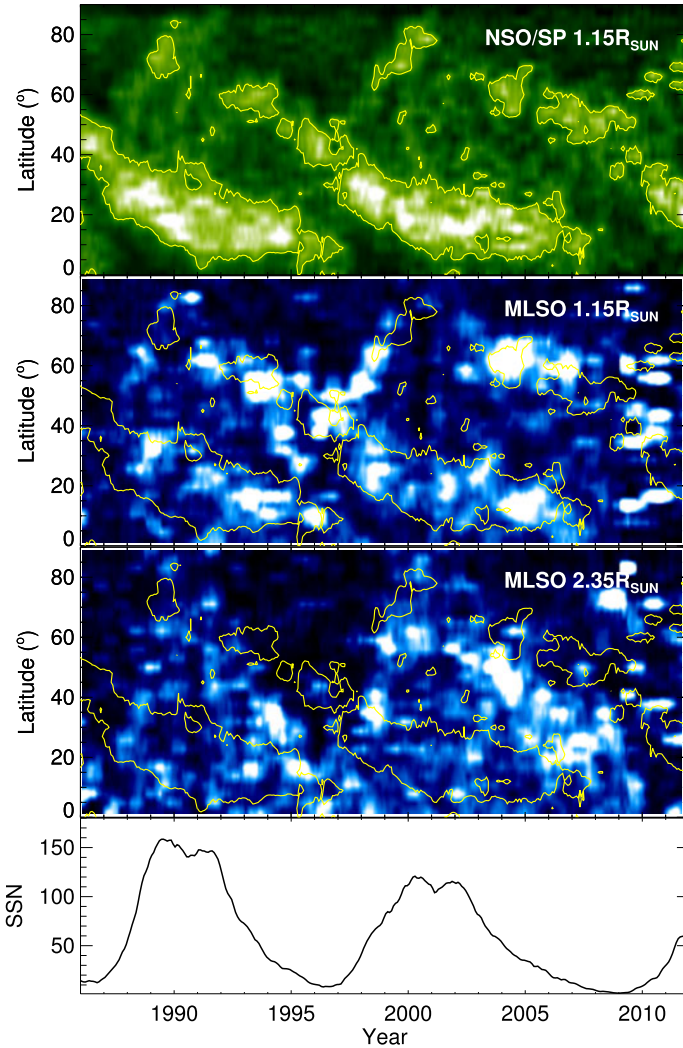 NSO/SP 1.15R_SUN
Latitude (°)
80
60
40
20
0
MLSO 1.15R_SUN
Latitude (°)
80
60
40
20
0
MLSO 2.35R_SUN
Latitude (°)
80
60
40
20
0
SSN
150
100
50
1990 1995 2000 2005 2010
Year